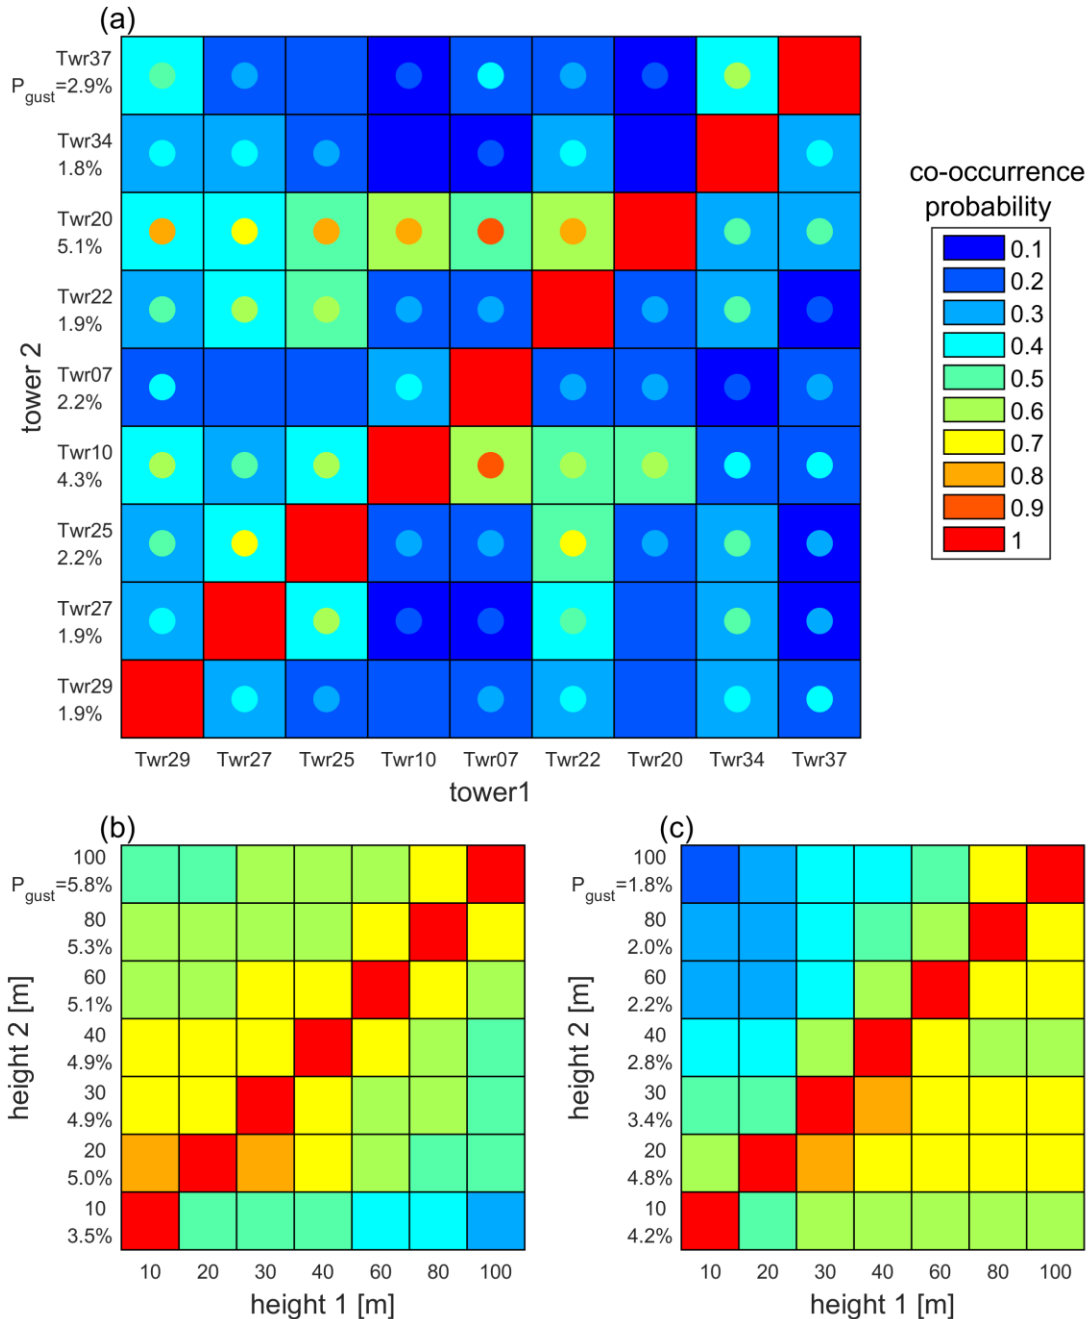 (a)
Twr37
P_gust=2.9%
Twr34
1.8%
Twr20
5.1%
Twr22
1.9%
Twr07
2.2%
Twr10
4.3%
Twr25
2.2%
Twr27
1.9%
Twr29
1.9%
tower 2
Twr29 Twr27 Twr25 Twr10 Twr07 Twr22 Twr20 Twr34 Twr37
tower1
co-occurrence
probability
0.1
0.2
0.3
0.4
0.5
0.6
0.7
0.8
0.9
1
(b)
100
P_gust=5.8%
80
5.3%
60
5.1%
40
4.9%
30
4.9%
20
5.0%
10
3.5%
height 2 [m]
10 20 30 40 60 80 100
height 1 [m]
(c)
100
P_gust=1.8%
80
2.0%
60
2.2%
40
2.8%
30
3.4%
20
4.8%
10
4.2%
height 2 [m]
10 20 30 40 60 80 100
height 1 [m]